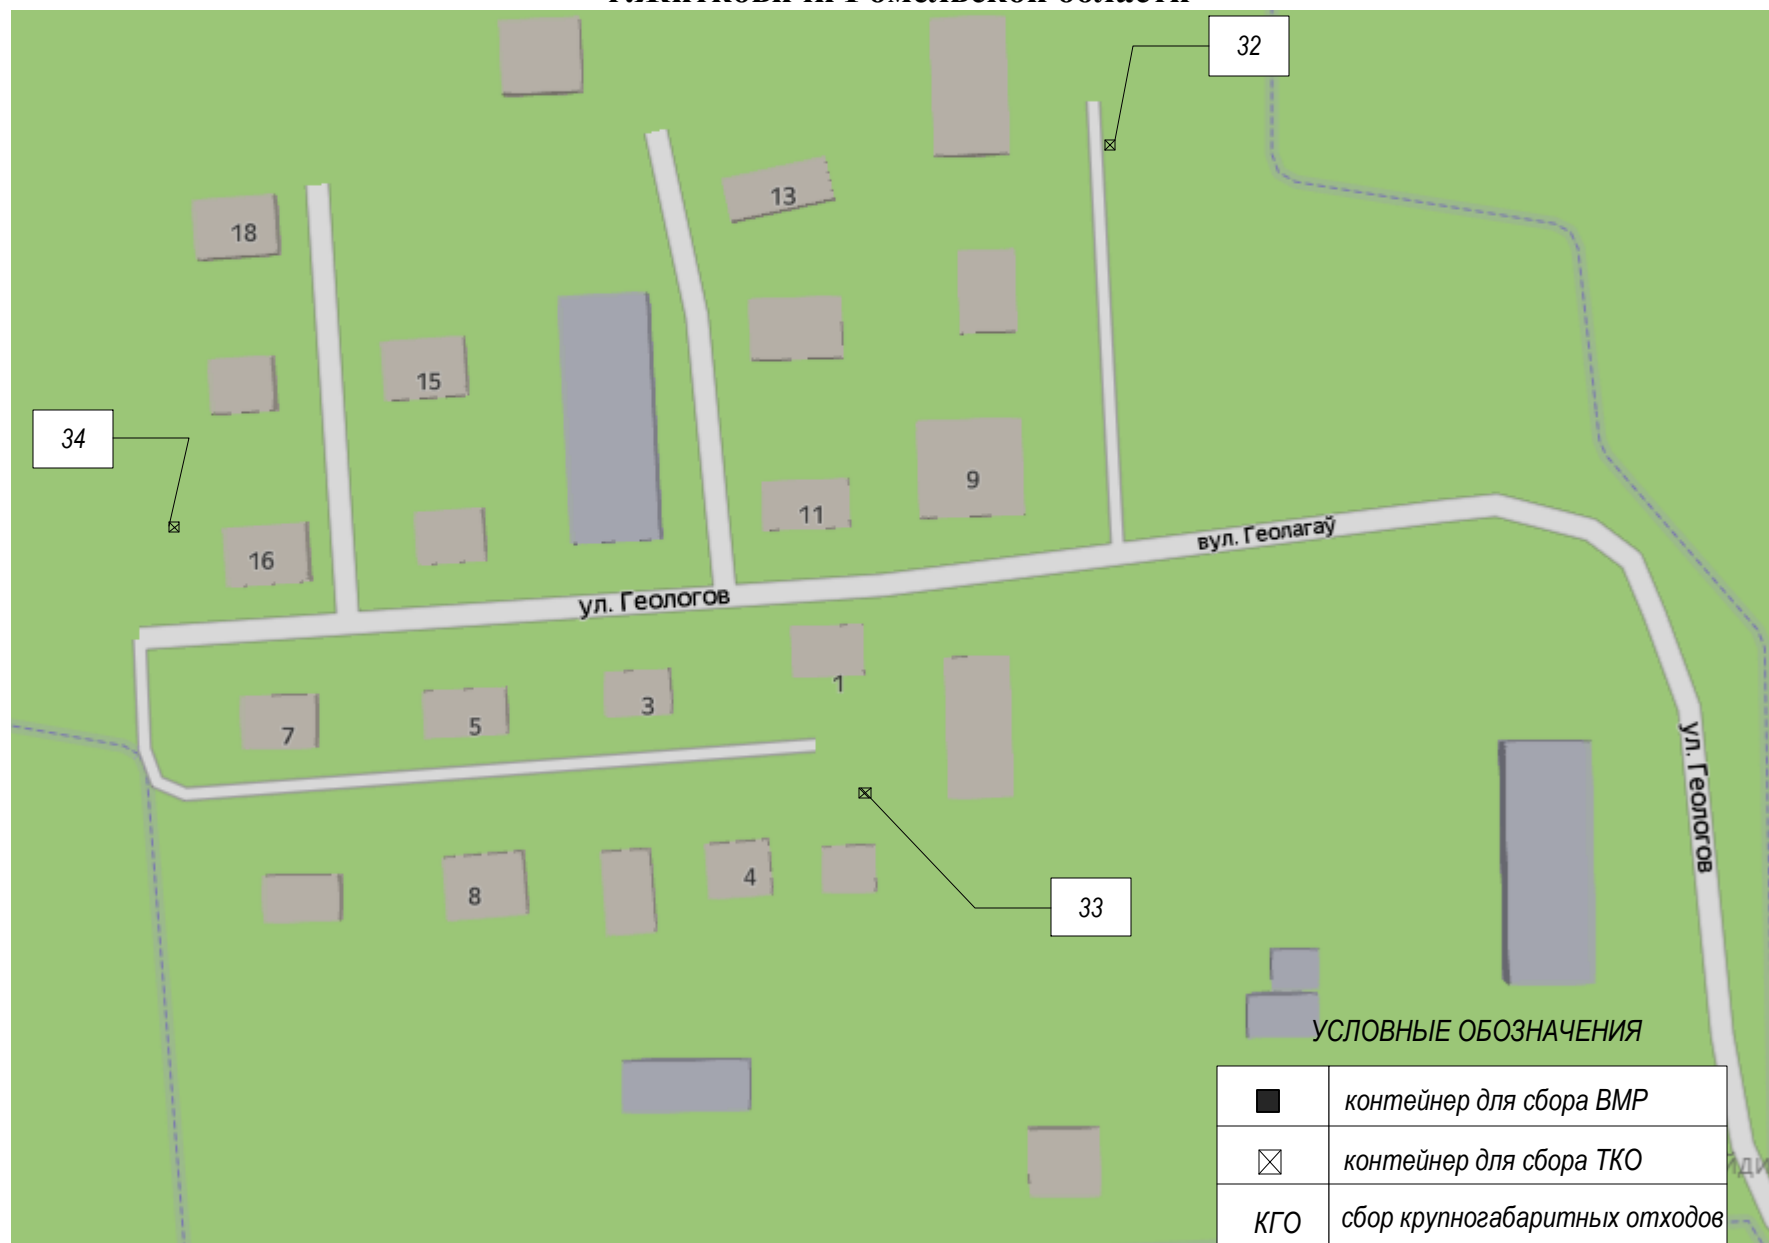 32
13
18
15
34
9
11
16
вул. Геолагаў
ул. Геологов
1
3
7
5
ул. Геологов
4
8
33
УСЛОВНЫЕ ОБОЗНАЧЕНИЯ
контейнер для сбора ВМР
контейнер для сбора ТКО
КГО сбор крупногабаритных отходов